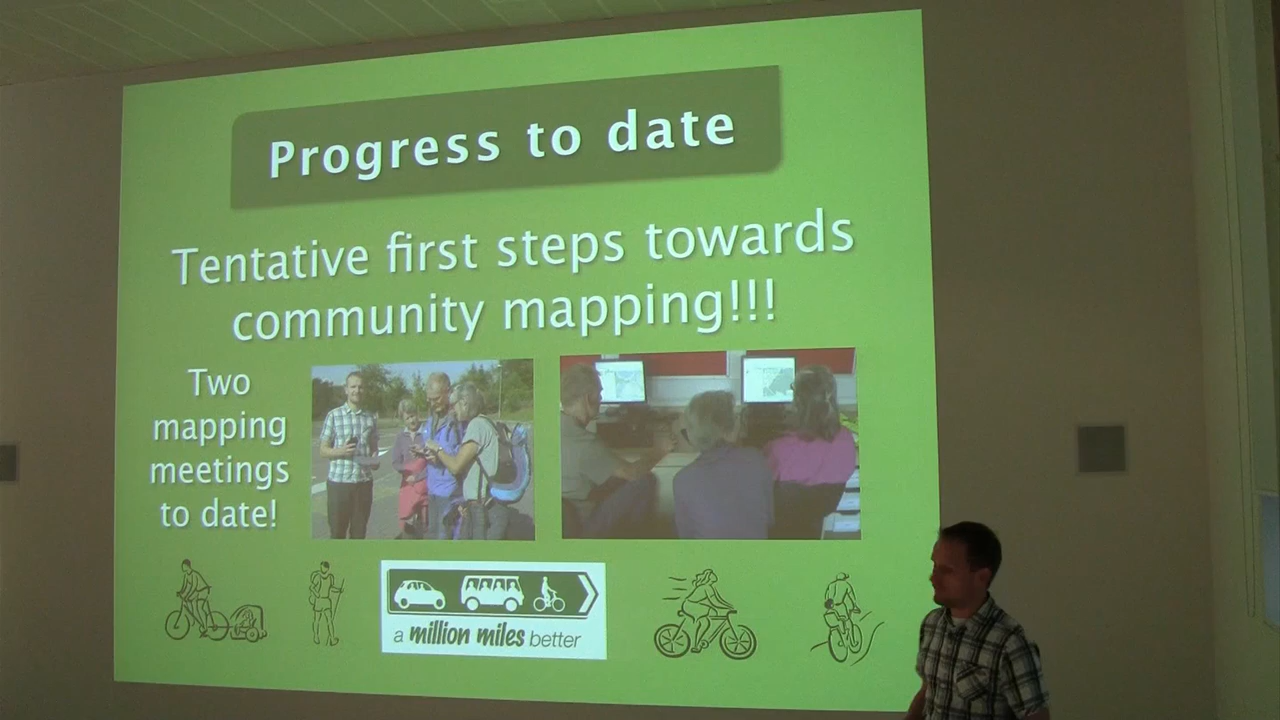 Progress to date
Tentative first steps towards
community mapping!!!
Two
mapping
meetings
to date!
a million miles better